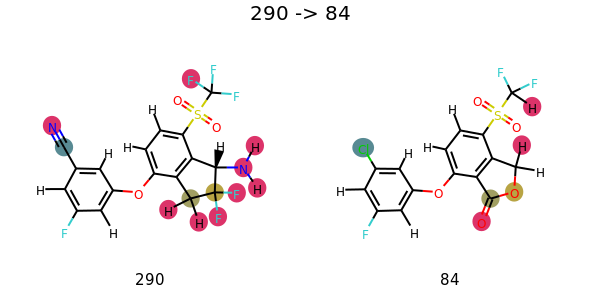 290 -> 84
F F
F F
F
O O H
H H
S S
N O O
H H H H H
H H
N H
H H F O H O O
H F H O
F H F H
290 84